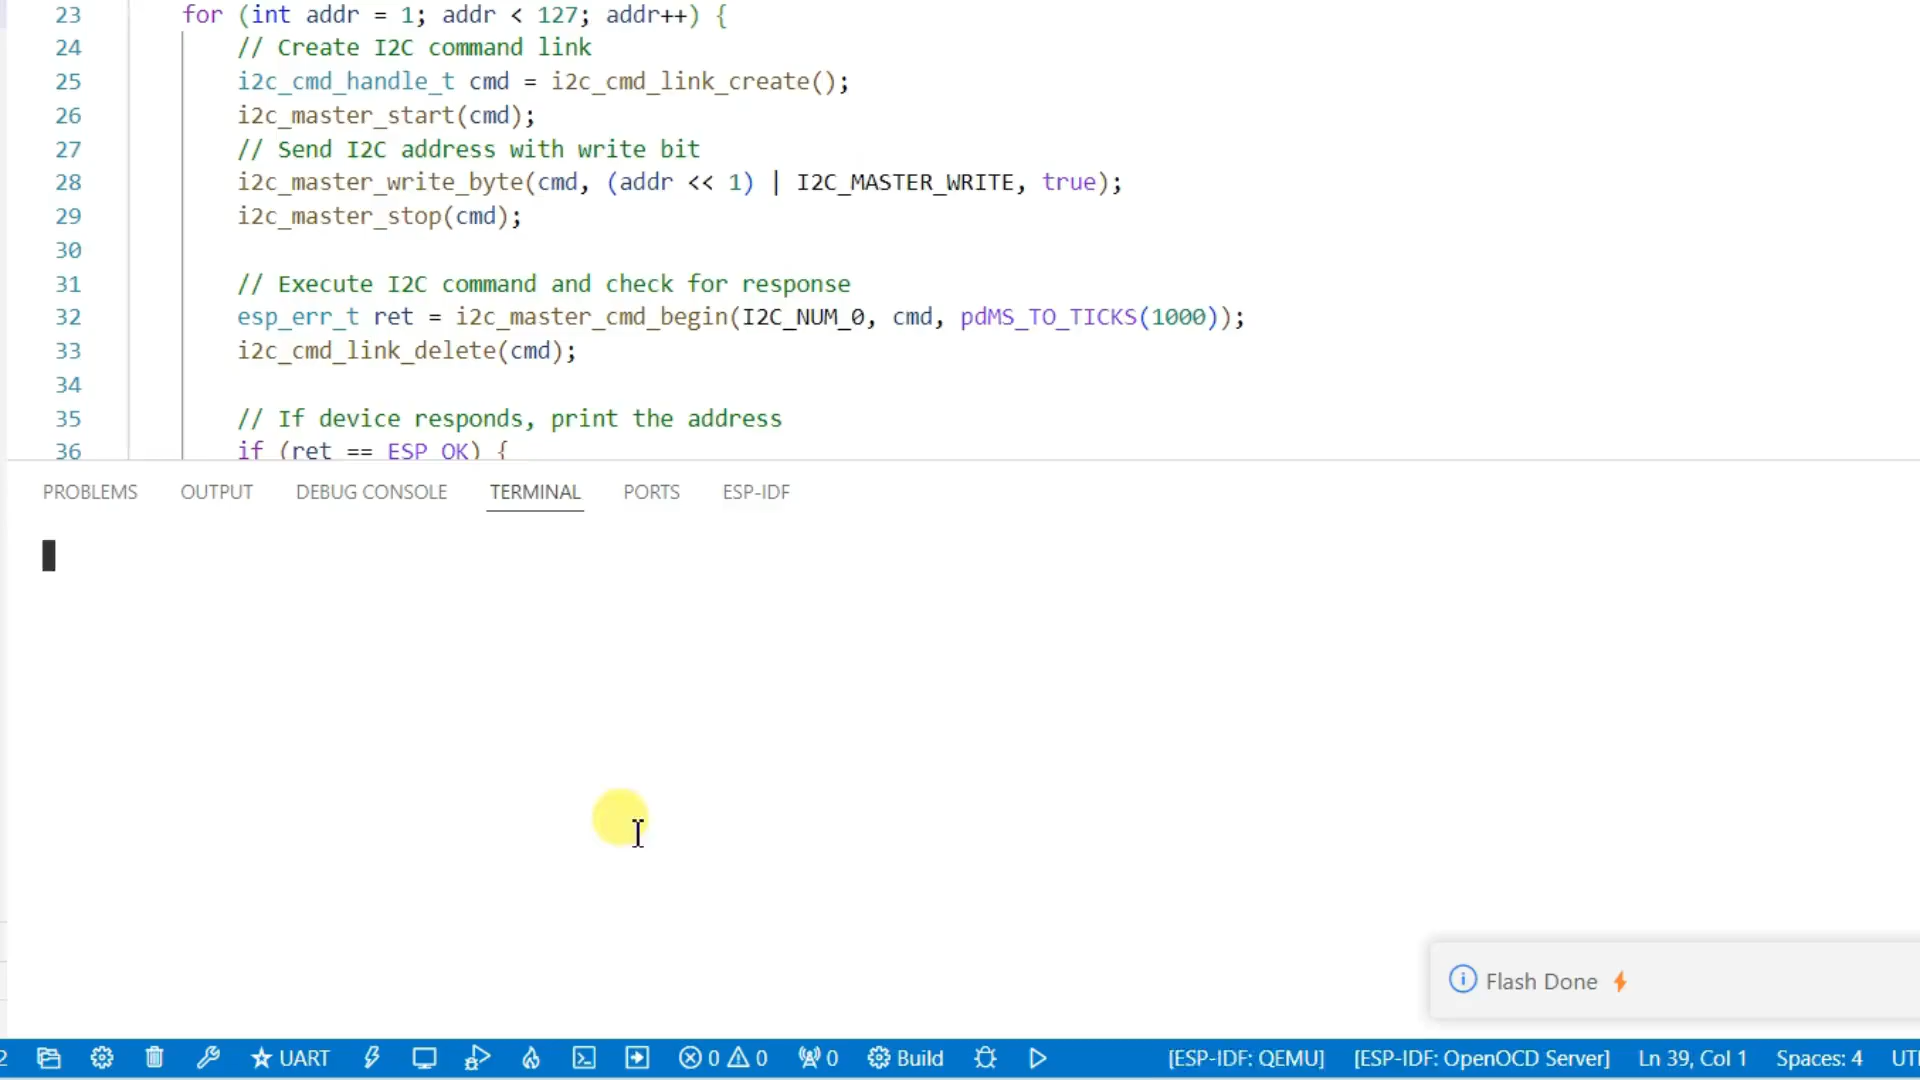 23 for (int addr = 1; addr < 127; addr++) {
24 // Create I2C command link
25 i2c_cmd_handle_t cmd = i2c_cmd_link_create();
26 i2c_master_start(cmd);
27 // Send I2C address with write bit
28 i2c_master_write_byte(cmd, (addr << 1) | I2C_MASTER_WRITE, true);
29 i2c_master_stop(cmd);
30
31 // Execute I2C command and check for response
32 esp_err_t ret = i2c_master_cmd_begin(I2C_NUM_0, cmd, pdMS_TO_TICKS(1000));
33 i2c_cmd_link_delete(cmd);
34
35 // If device responds, print the address
36 if (ret == ESP_OK) {
PROBLEMS OUTPUT DEBUG CONSOLE TERMINAL PORTS ESP-IDF
Flash Done
2 UART 0 0 0 Build [ESP-IDF: QEMU] [ESP-IDF: OpenOCD Server] Ln 39, Col 1 Spaces: 4